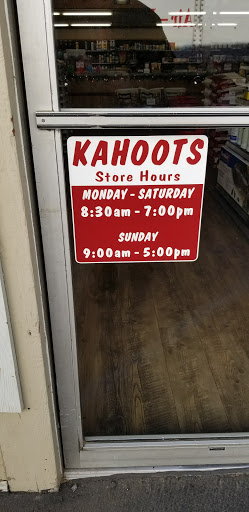 KAHOOTS
Store Hours
MONDAY - SATURDAY
8:30am - 7:00pm
SUNDAY
9:00am - 5:00pm